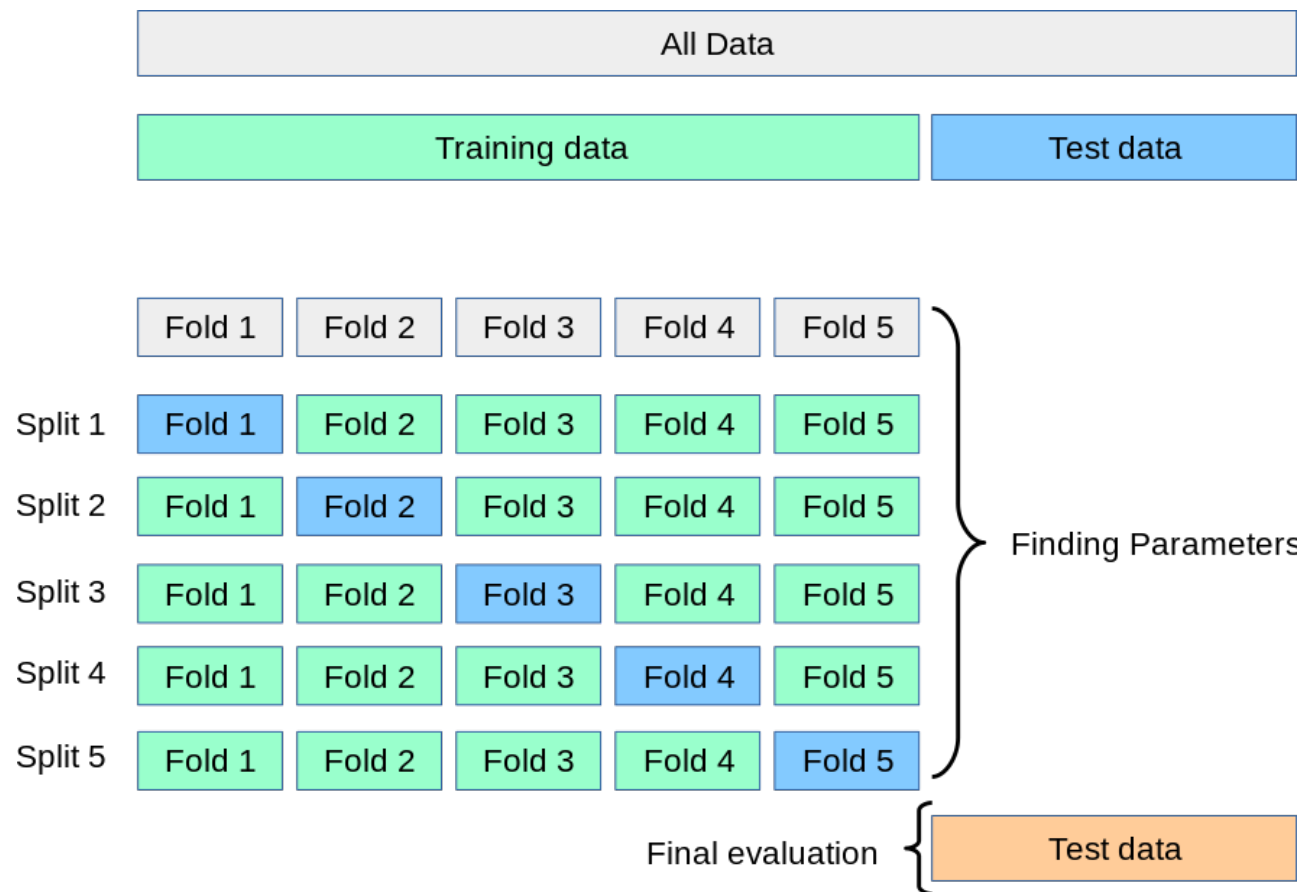 All Data
Training data Test data
Fold 1 Fold 2 Fold 3 Fold 4 Fold 5
Split 1 Fold 1 Fold 2 Fold 3 Fold 4 Fold 5
Split 2 Fold 1 Fold 2 Fold 3 Fold 4 Fold 5
Finding Parameters
Split 3 Fold 1 Fold 2 Fold 3 Fold 4 Fold 5
Split 4 Fold 1 Fold 2 Fold 3 Fold 4 Fold 5
Split 5 Fold 1 Fold 2 Fold 3 Fold 4 Fold 5
Final evaluation Test data